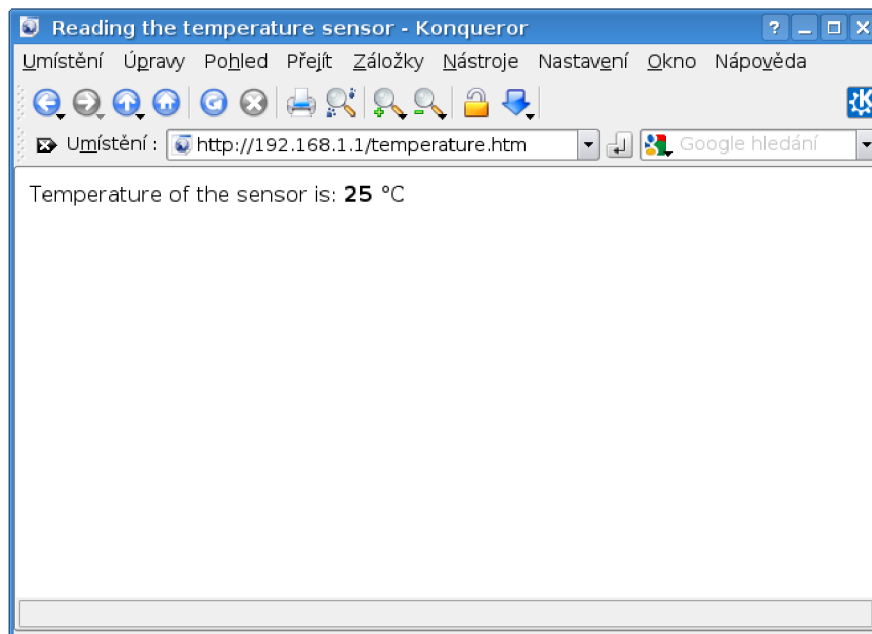 Reading the temperature sensor - Konqueror
Umístění Úpravy Pohled Přejít Záložky Nástroje Nastavení Okno Nápověda
Umístění : http://192.168.1.1/temperature.htm Google hledání
Temperature of the sensor is: 25 °C